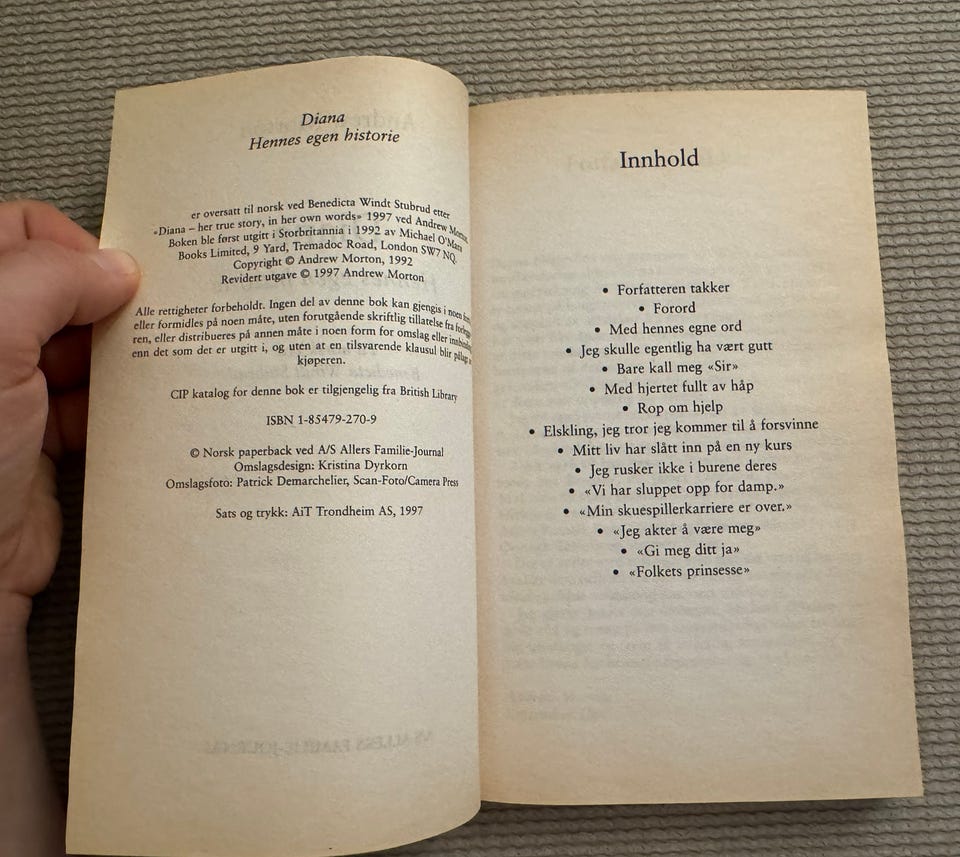 Diana
Hennes egen historie
er oversatt til norsk ved Benedicta Windt Stubrud etter
«Diana – her true story, in her own words» 1997 ved Andrew Morton.
Boken ble først utgitt i Storbritannia i 1992 av Michael O'Mara
Books Limited, 9 Yard, Tremadoc Road, London SW7 NQ.
Copyright © Andrew Morton, 1992
Revidert utgave © 1997 Andrew Morton
Alle rettigheter forbeholdt. Ingen del av denne bok kan gjengis i noen
eller formidles på noen måte, uten forutgående skriftlig tillatelse fra
ren, eller distribueres på annen måte i noen form for omslag eller
enn det som det er utgitt i, og uten at en tilsvarende klausul blir
kjøperen.
CIP katalog for denne bok er tilgjengelig fra British Library
ISBN 1-85479-270-9
© Norsk paperback ved A/S Allers Familie-Journal
Omslagsdesign: Kristina Dyrkorn
Omslagsfoto: Patrick Demarchelier, Scan-Foto/Camera Press
Sats og trykk: AiT Trondheim AS, 1997
Innhold
• Forfatteren takker
• Forord
• Med hennes egne ord
• Jeg skulle egentlig ha vært gutt
• Bare kall meg «Sir»
• Med hjertet fullt av håp
• Rop om hjelp
• Elskling, jeg tror jeg kommer til å forsvinne
• Mitt liv har slått inn på en ny kurs
• Jeg rusker ikke i burene deres
• «Vi har sluppet opp for damp.»
• «Min skuespillerkarriere er over.»
• «Jeg akter å være meg»
• «Gi meg ditt ja»
• «Folkets prinsesse»